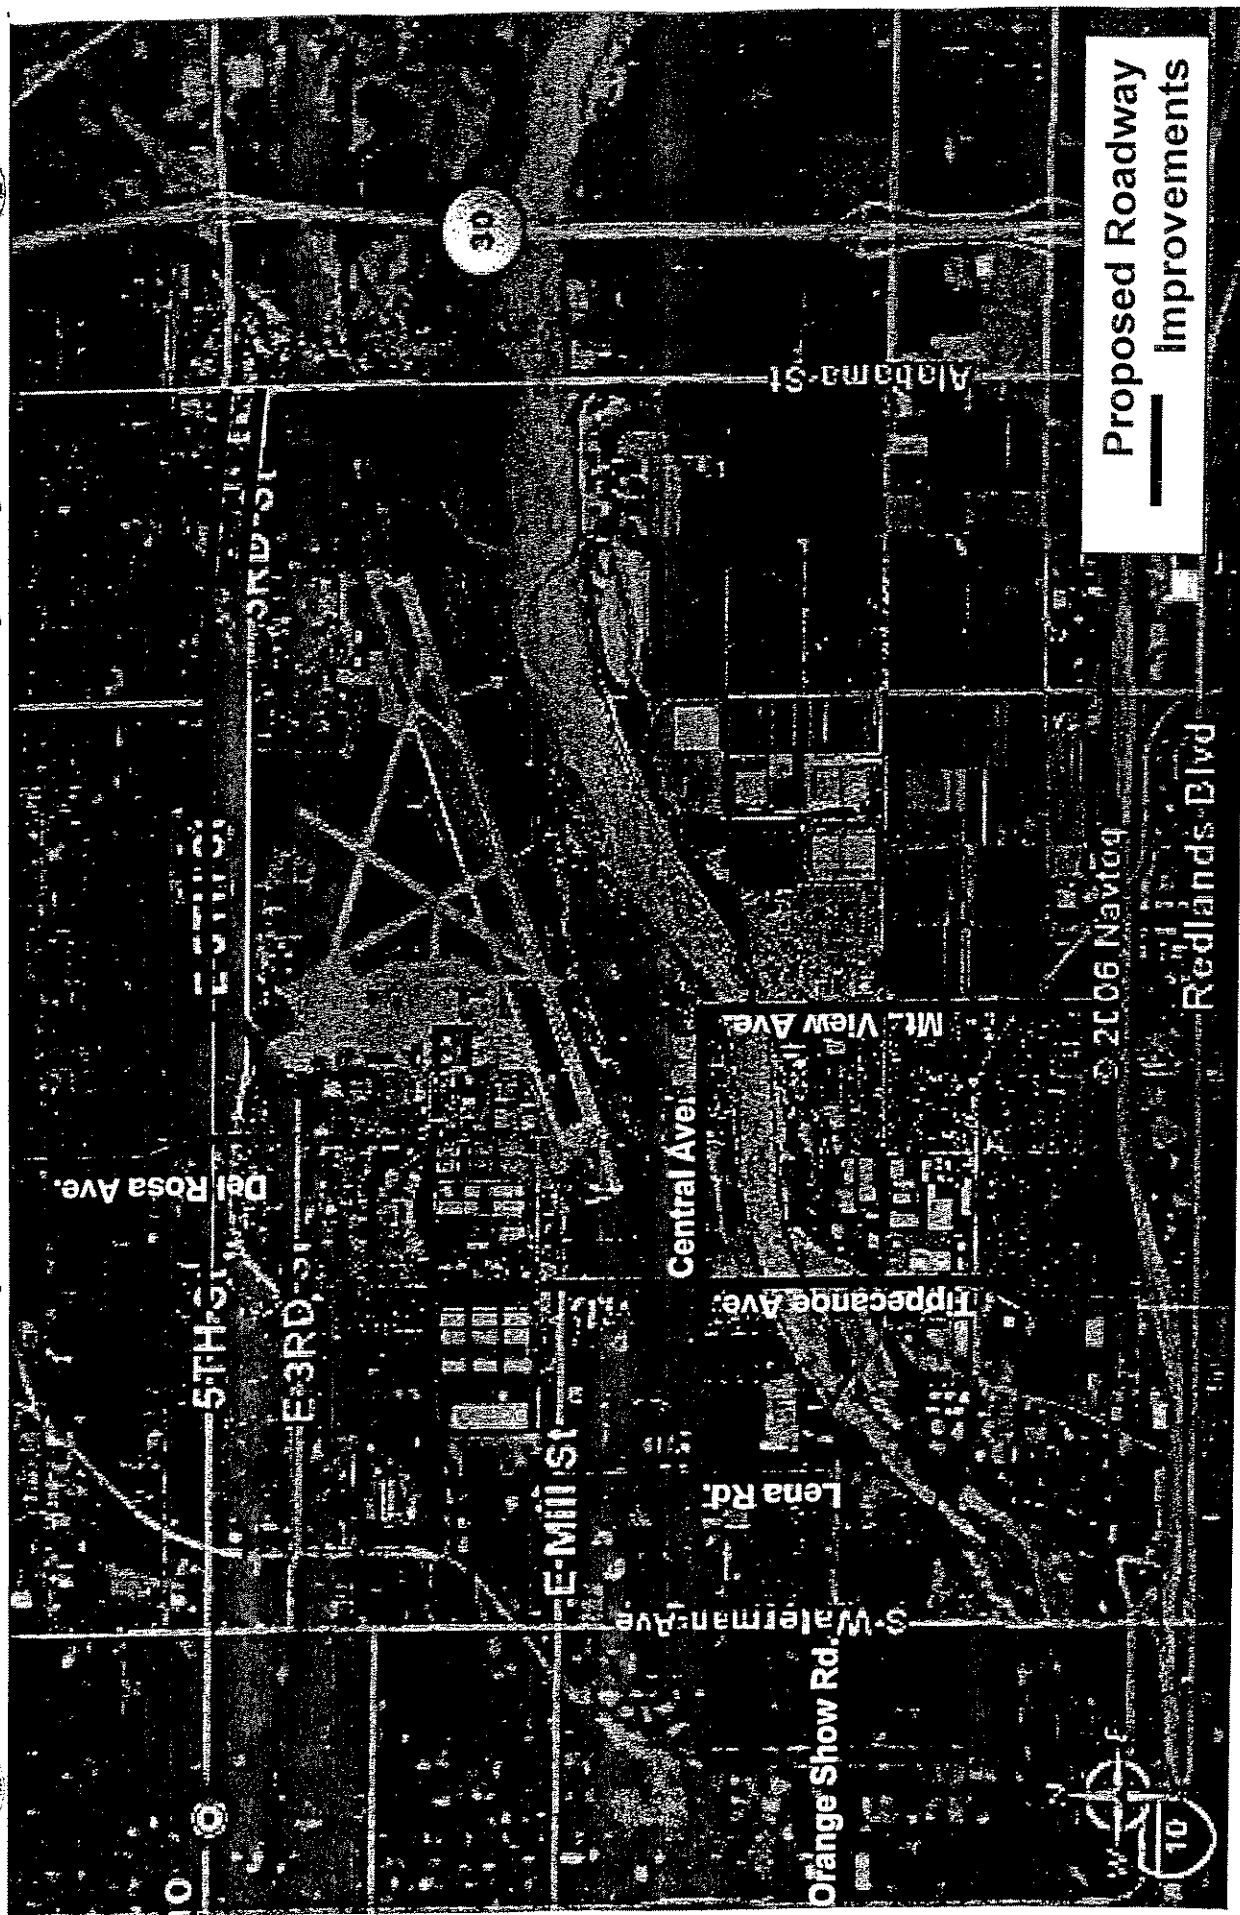 Proposed Roadway
Improvements
30
3RD-ST
Alabama St
5TH-ST
Del Rosa Ave.
E-3RD-ST
E-Mill St
Central Ave.
Mt. View Ave.
Tippecanoe Ave.
Lena Rd.
S-Waterman-Ave
Orange Show Rd.
© 2006 Navteq
Redlands Blvd
N
W
E
10